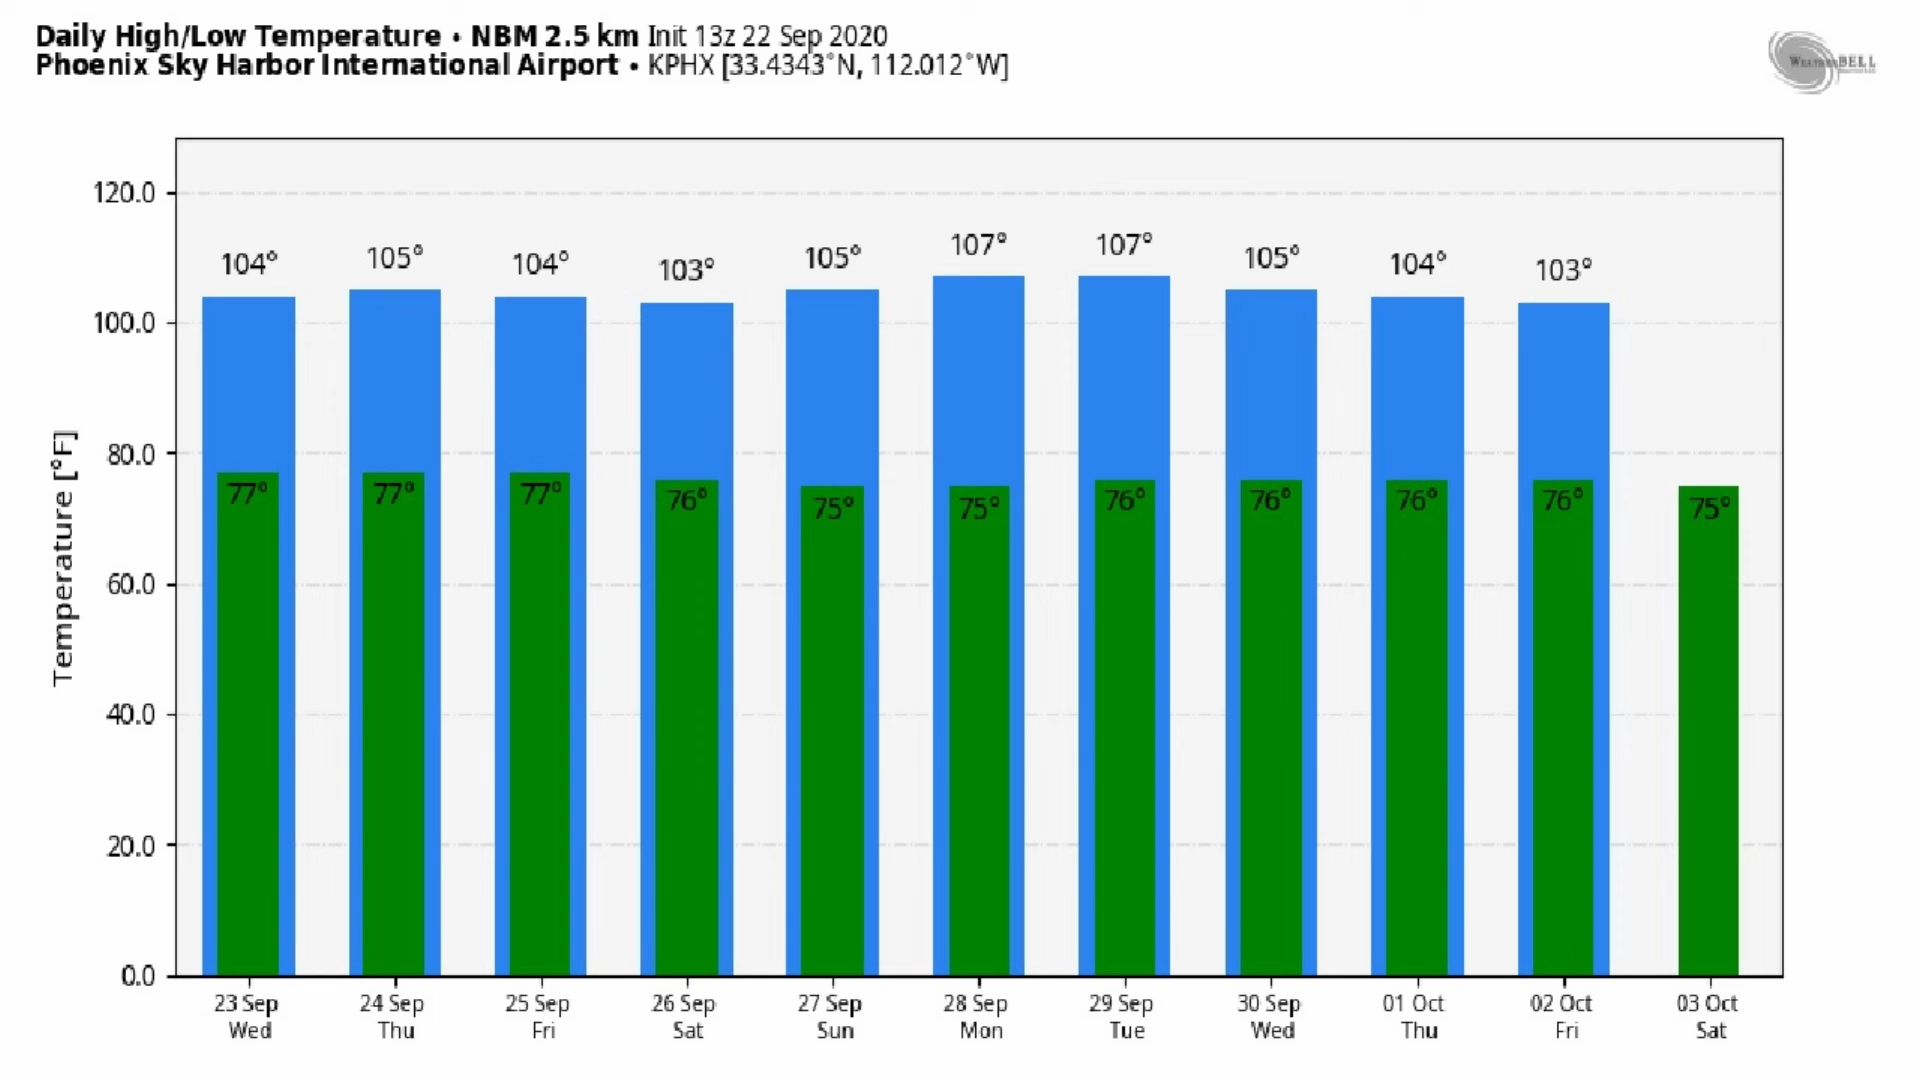 Daily High/Low Temperature • NBM 2.5 km Init 13z 22 Sep 2020
Phoenix Sky Harbor International Airport • KPHX [33.4343°N, 112.012°W]
WEATHERBELL
Temperature [°F]
120.0
100.0
80.0
60.0
40.0
20.0
0.0
104° 105° 104° 103° 105° 107° 107° 105° 104° 103°
77° 77° 77° 76° 75° 75° 76° 76° 76° 76° 75°
23 Sep 24 Sep 25 Sep 26 Sep 27 Sep 28 Sep 29 Sep 30 Sep 01 Oct 02 Oct 03 Oct
Wed Thu Fri Sat Sun Mon Tue Wed Thu Fri Sat